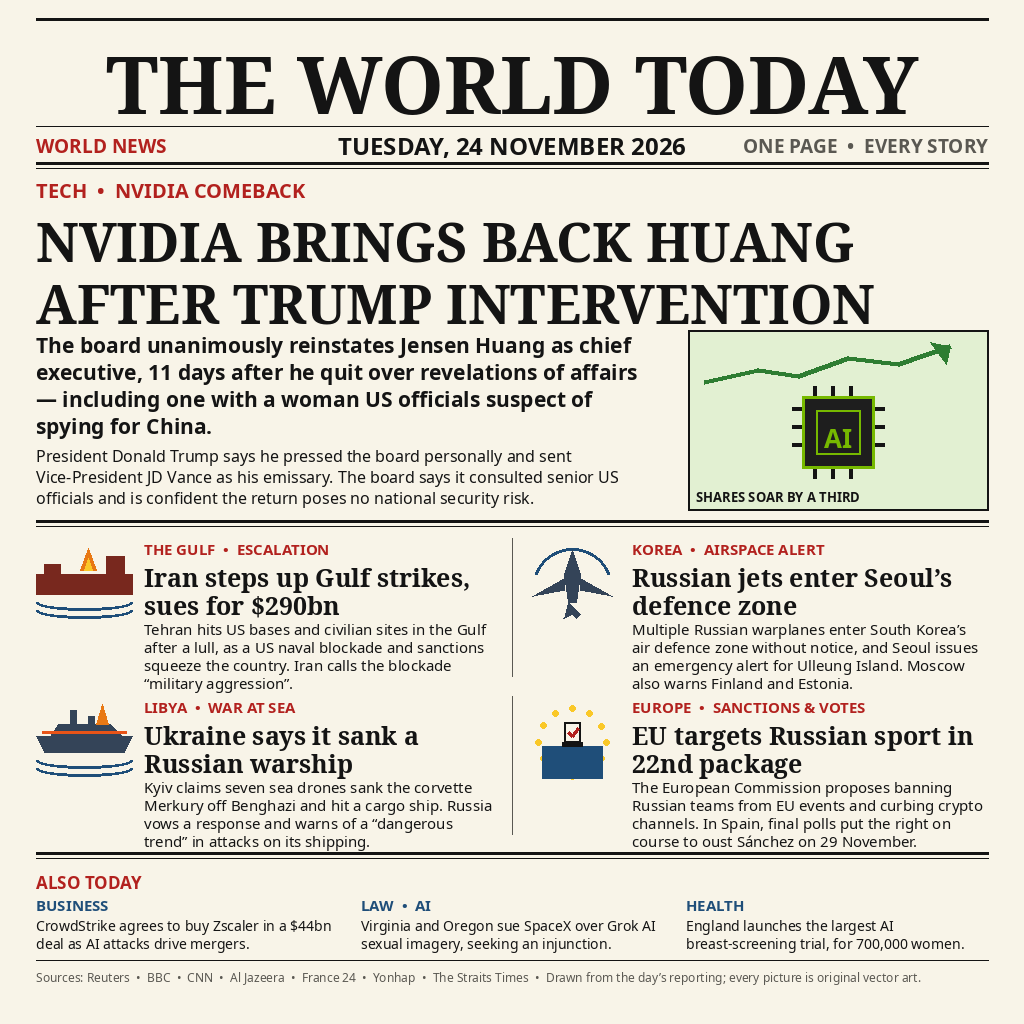 THE WORLD TODAY
WORLD NEWS
TUESDAY, 24 NOVEMBER 2026
ONE PAGE • EVERY STORY
TECH • NVIDIA COMEBACK
NVIDIA BRINGS BACK HUANG
AFTER TRUMP INTERVENTION
The board unanimously reinstates Jensen Huang as chief
executive, 11 days after he quit over revelations of affairs
— including one with a woman US officials suspect of
spying for China.
President Donald Trump says he pressed the board personally and sent
Vice-President JD Vance as his emissary. The board says it consulted senior US
officials and is confident the return poses no national security risk.
AI
SHARES SOAR BY A THIRD
THE GULF • ESCALATION
Iran steps up Gulf strikes,
sues for $290bn
Tehran hits US bases and civilian sites in the Gulf
after a lull, as a US naval blockade and sanctions
squeeze the country. Iran calls the blockade
“military aggression”.
KOREA • AIRSPACE ALERT
Russian jets enter Seoul’s
defence zone
Multiple Russian warplanes enter South Korea’s
air defence zone without notice, and Seoul issues
an emergency alert for Ulleung Island. Moscow
also warns Finland and Estonia.
LIBYA • WAR AT SEA
Ukraine says it sank a
Russian warship
Kyiv claims seven sea drones sank the corvette
Merkury off Benghazi and hit a cargo ship. Russia
vows a response and warns of a “dangerous
trend” in attacks on its shipping.
EUROPE • SANCTIONS & VOTES
EU targets Russian sport in
22nd package
The European Commission proposes banning
Russian teams from EU events and curbing crypto
channels. In Spain, final polls put the right on
course to oust Sánchez on 29 November.
ALSO TODAY
BUSINESS
CrowdStrike agrees to buy Zscaler in a $44bn
deal as AI attacks drive mergers.
LAW • AI
Virginia and Oregon sue SpaceX over Grok AI
sexual imagery, seeking an injunction.
HEALTH
England launches the largest AI
breast-screening trial, for 700,000 women.
Sources: Reuters • BBC • CNN • Al Jazeera • France 24 • Yonhap • The Straits Times • Drawn from the day’s reporting; every picture is original vector art.